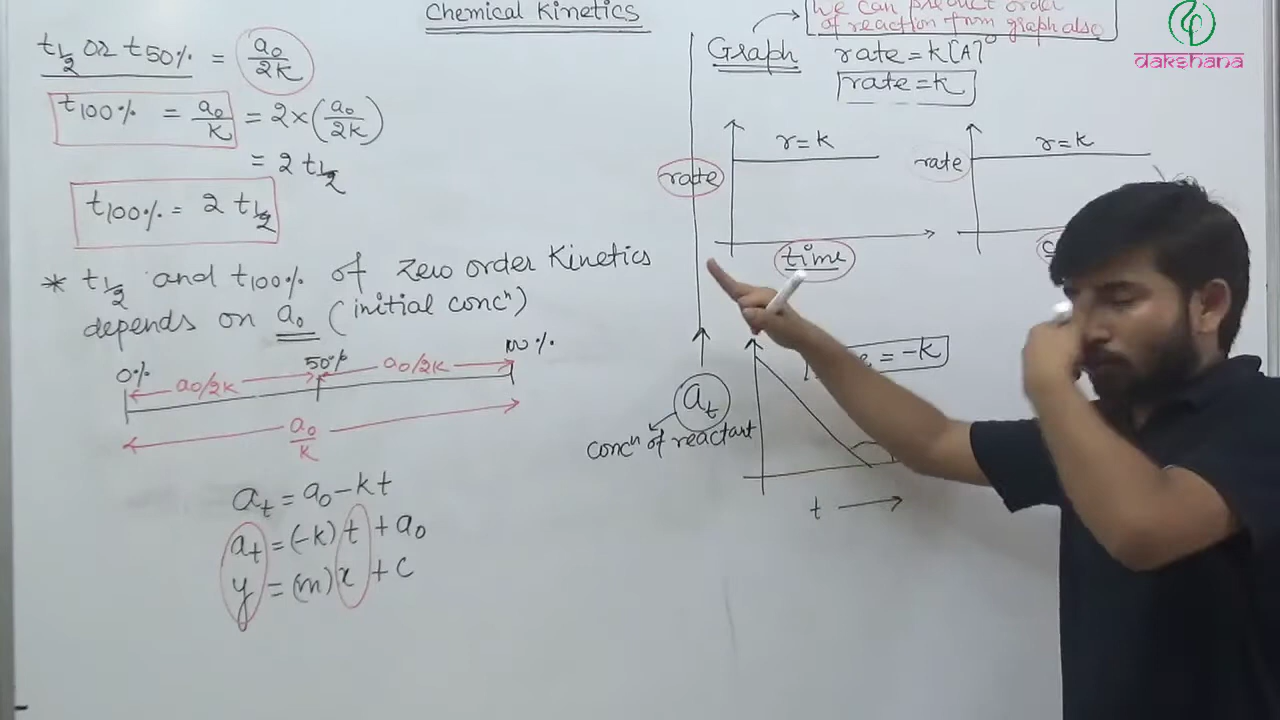 Chemical Kinetics
t½ or t50% = a₀/2k
t100% = a₀/k = 2×(a₀/2k)
= 2 t½
t100% = 2 t½
* t½ and t100% of Zero order Kinetics
depends on a₀ (initial concⁿ)
0% 50% 100%
a₀/2k a₀/2k
a₀/k
aₜ = a₀ - kt
aₜ = (-k) t + a₀
y = (m) x + c
we can predict order
of reaction from graph also
Graph rate = k[A]⁰
rate = k
r = k
rate
time
r = k
rate
= -k
aₜ
concⁿ of reactant
t
dakshana